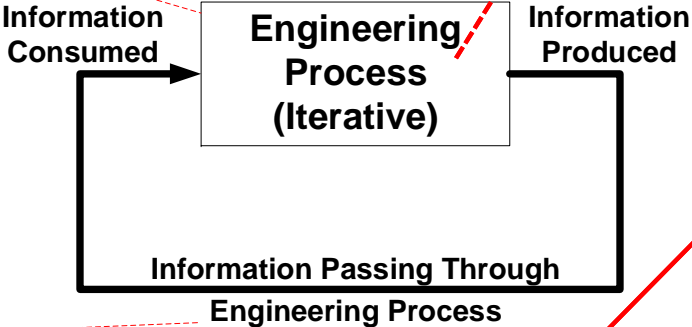 Information
Consumed
Engineering
Process
(Iterative)
Information
Produced
Information Passing Through
Engineering Process